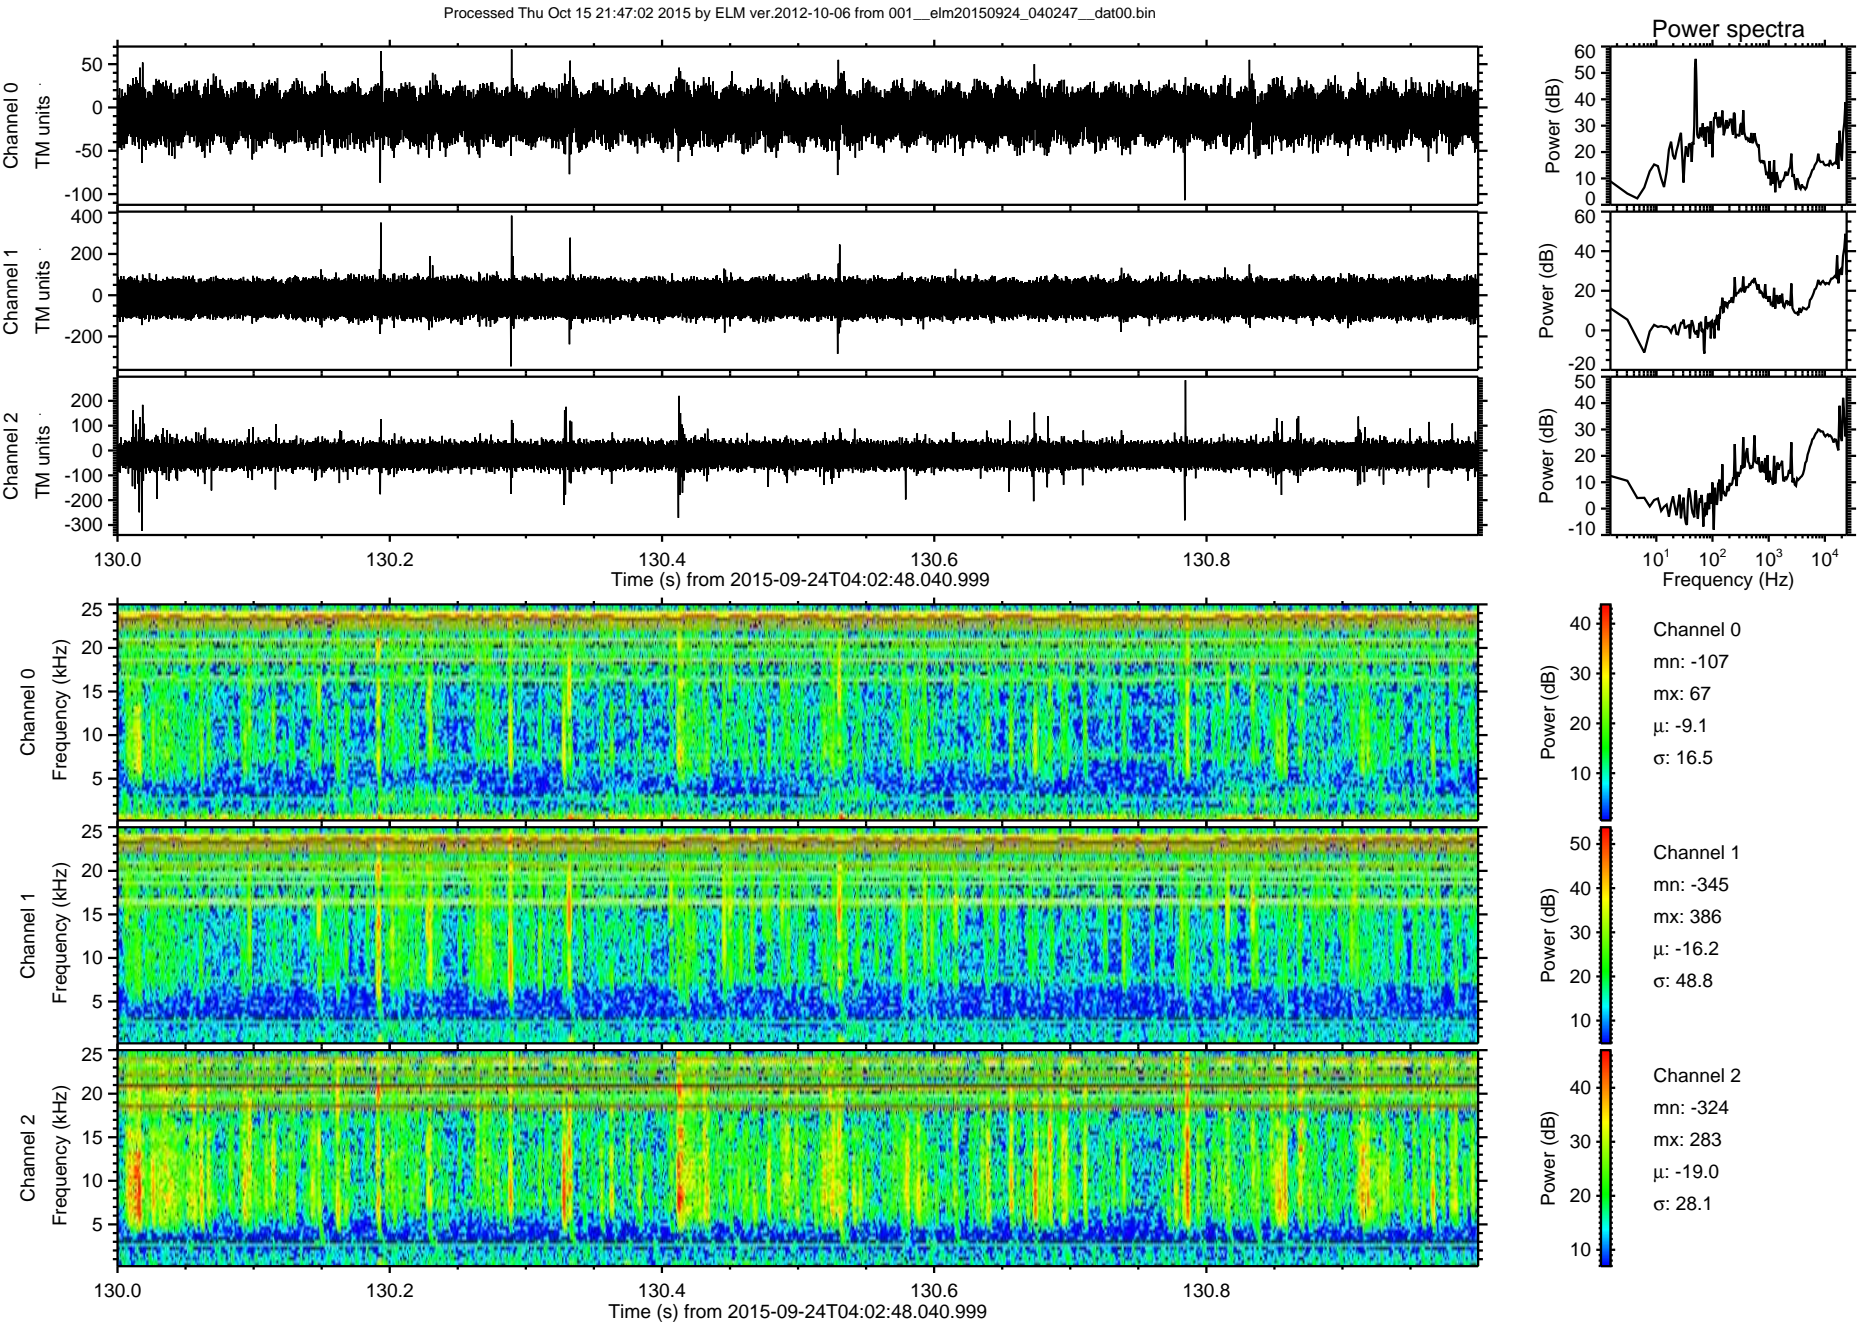 Processed Thu Oct 15 21:47:02 2015 by ELM ver.2012-10-06 from 001__elm20150924_040247__dat00.bin
Power spectra
Channel 0
TM units
50
0
-50
-100
Power (dB)
60
50
40
30
20
10
0
Channel 1
TM units
400
200
0
-200
Power (dB)
60
40
20
0
-20
Channel 2
TM units
200
100
0
-100
-200
-300
Power (dB)
50
40
30
20
10
0
-10
130.0 130.2 130.4 130.6 130.8
Time (s) from 2015-09-24T04:02:48.040.999
10¹ 10² 10³ 10⁴
Frequency (Hz)
Channel 0
Frequency (kHz)
25
20
15
10
5
Power (dB)
40
30
20
10
Channel 0
mn: -107
mx: 67
μ: -9.1
σ: 16.5
Channel 1
Frequency (kHz)
25
20
15
10
5
Power (dB)
50
40
30
20
10
Channel 1
mn: -345
mx: 386
μ: -16.2
σ: 48.8
Channel 2
Frequency (kHz)
25
20
15
10
5
Power (dB)
40
30
20
10
Channel 2
mn: -324
mx: 283
μ: -19.0
σ: 28.1
130.0 130.2 130.4 130.6 130.8
Time (s) from 2015-09-24T04:02:48.040.999